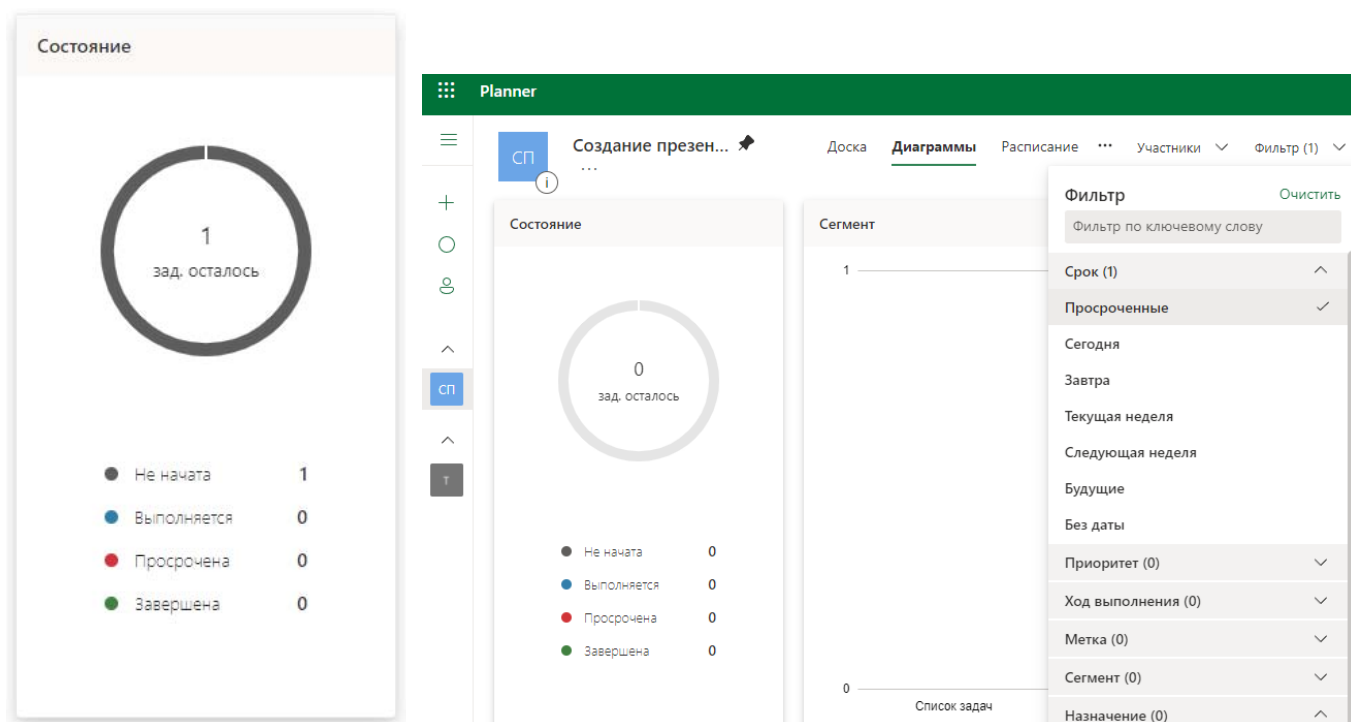 Состояние
1
зад. осталось
Не начата 1
Выполняется 0
Просрочена 0
Завершена 0
Planner
СП
i
Создание презен...
...
Доска Диаграммы Расписание ... Участники Фильтр (1)
СП
Т
Состояние
0
зад. осталось
Не начата 0
Выполняется 0
Просрочена 0
Завершена 0
Сегмент
1
0
Список задач
Фильтр Очистить
Фильтр по ключевому слову
Срок (1)
Просроченные
Сегодня
Завтра
Текущая неделя
Следующая неделя
Будущие
Без даты
Приоритет (0)
Ход выполнения (0)
Метка (0)
Сегмент (0)
Назначение (0)